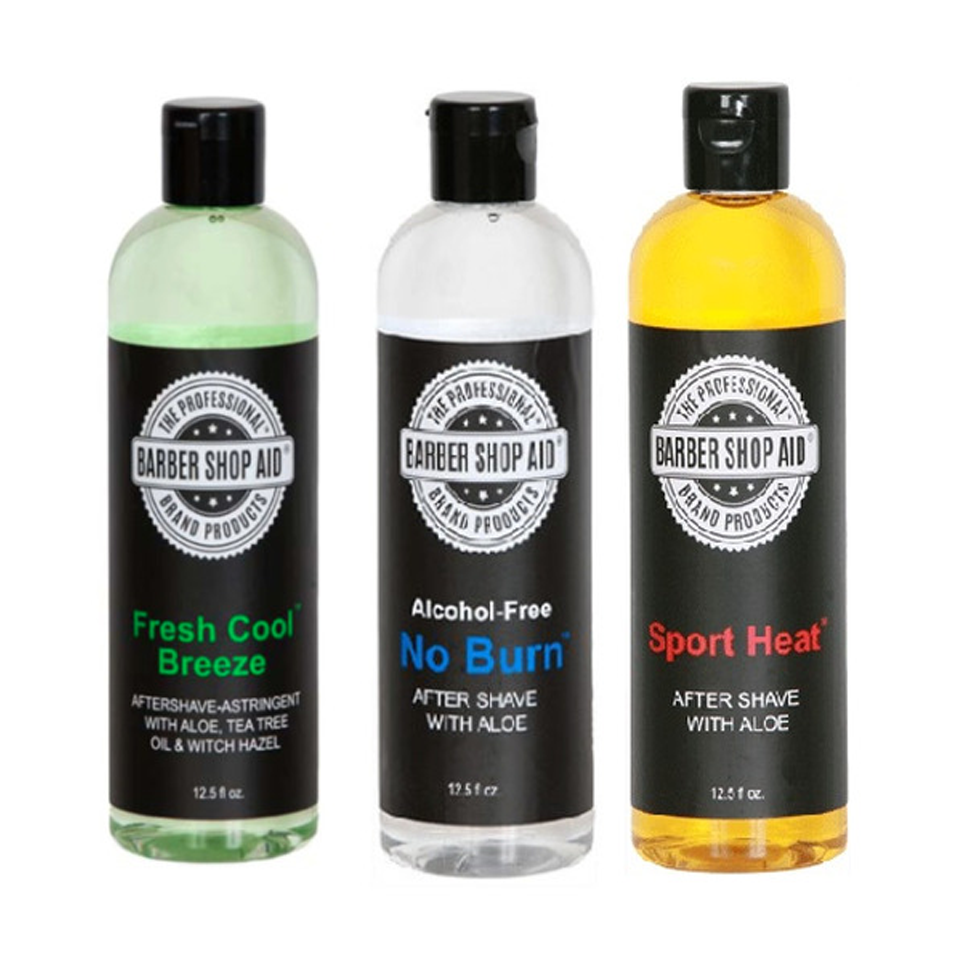 THE PROFESSIONAL
BARBER SHOP AID®
BRAND PRODUCTS
Fresh Cool™
Breeze
AFTERSHAVE-ASTRINGENT
WITH ALOE, TEA TREE
OIL & WITCH HAZEL
12.5 fl oz.
THE PROFESSIONAL
BARBER SHOP AID®
BRAND PRODUCTS
Alcohol-Free
No Burn™
AFTER SHAVE
WITH ALOE
12.5 fl oz.
THE PROFESSIONAL
BARBER SHOP AID®
BRAND PRODUCTS
Sport Heat
AFTER SHAVE
WITH ALOE
12.5 fl oz.